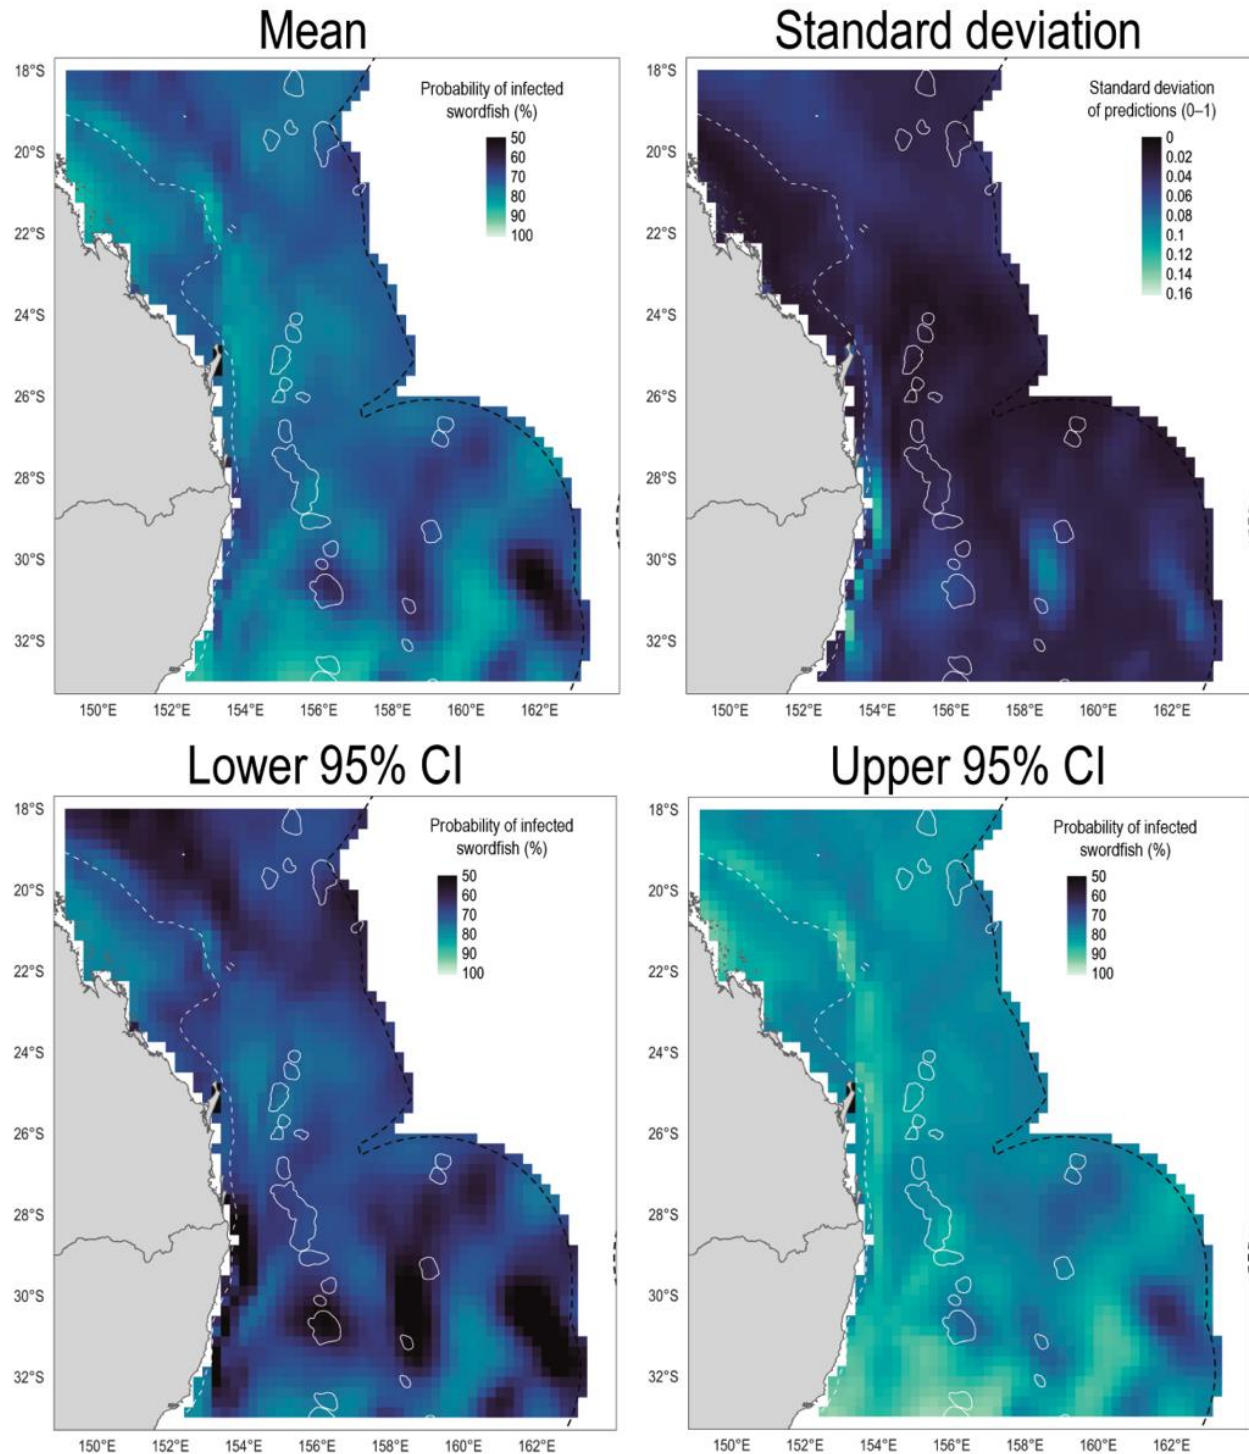 Mean
Probability of infected
swordfish (%)
50
60
70
80
90
100
18°S
20°S
22°S
24°S
26°S
28°S
30°S
32°S
150°E 152°E 154°E 156°E 158°E 160°E 162°E
Standard deviation
Standard deviation
of predictions (0–1)
0
0.02
0.04
0.06
0.08
0.1
0.12
0.14
0.16
18°S
20°S
22°S
24°S
26°S
28°S
30°S
32°S
150°E 152°E 154°E 156°E 158°E 160°E 162°E
Lower 95% CI
Probability of infected
swordfish (%)
50
60
70
80
90
100
18°S
20°S
22°S
24°S
26°S
28°S
30°S
32°S
150°E 152°E 154°E 156°E 158°E 160°E 162°E
Upper 95% CI
Probability of infected
swordfish (%)
50
60
70
80
90
100
18°S
20°S
22°S
24°S
26°S
28°S
30°S
32°S
150°E 152°E 154°E 156°E 158°E 160°E 162°E